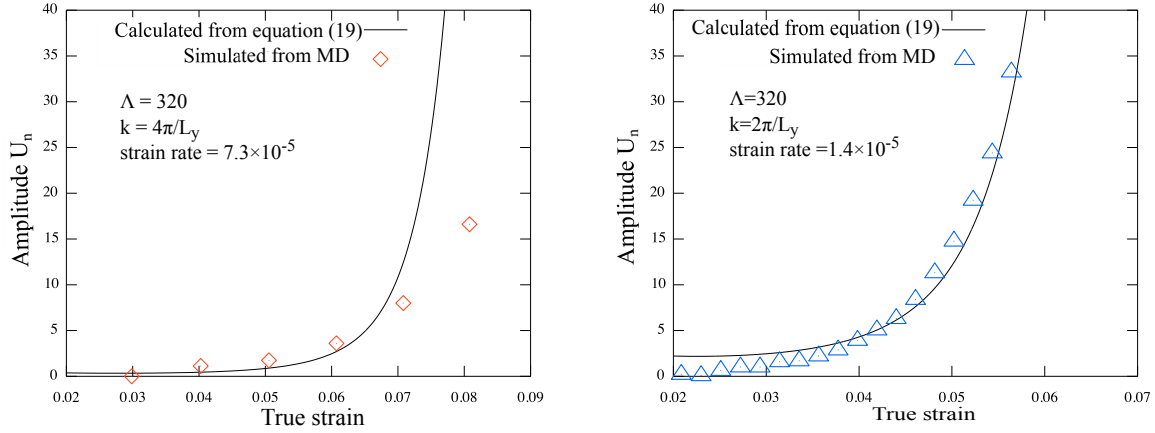 Calculated from equation (19)
Simulated from MD
Λ = 320
k = 4π/Ly
strain rate = 7.3×10-5
Amplitude Un
40
35
30
25
20
15
10
5
0
0.02 0.03 0.04 0.05 0.06 0.07 0.08 0.09
True strain
Calculated from equation (19)
Simulated from MD
Λ=320
k=2π/Ly
strain rate =1.4×10-5
Amplitude Un
40
35
30
25
20
15
10
5
0
0.02 0.03 0.04 0.05 0.06 0.07
True strain